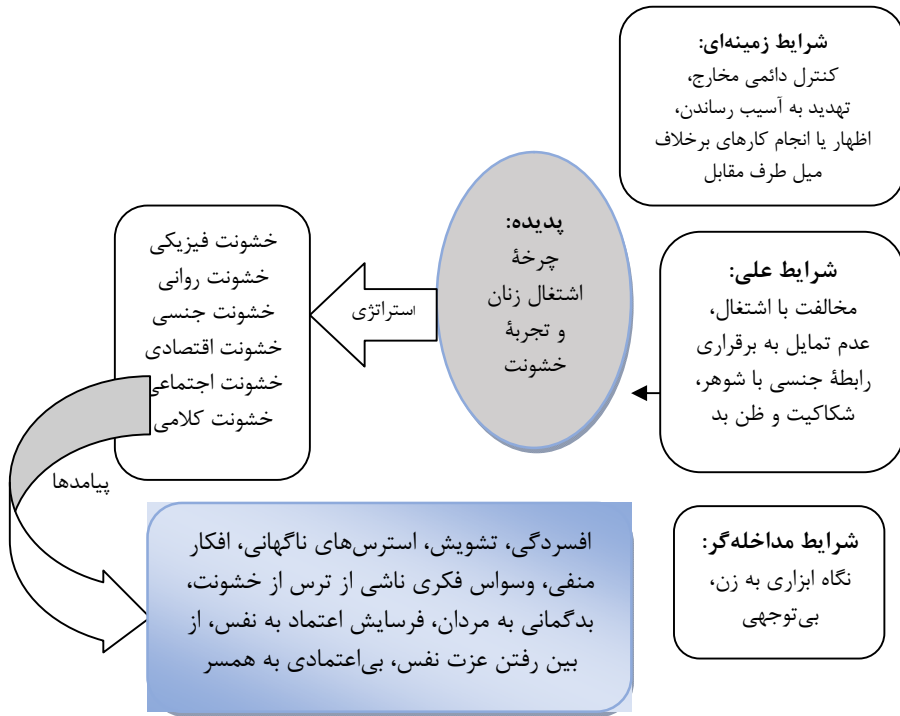 شرایط زمینه‌ای:
کنترل دائمی مخارج،
تهدید به آسیب رساندن،
اظهار یا انجام کارهای برخلاف
میل طرف مقابل
شرایط علی:
مخالفت با اشتغال،
عدم تمایل به برقراری
رابطهٔ جنسی با شوهر،
شکاکیت و ظن بد
شرایط مداخله‌گر:
نگاه ابزاری به زن،
بی‌توجهی
پدیده:
چرخهٔ
اشتغال زنان
و تجربهٔ
خشونت
استراتژی
خشونت فیزیکی
خشونت روانی
خشونت جنسی
خشونت اقتصادی
خشونت اجتماعی
خشونت کلامی
پیامدها
افسردگی، تشویش، استرس‌های ناگهانی، افکار
منفی، وسواس فکری ناشی از ترس از خشونت،
بدگمانی به مردان، فرسایش اعتماد به نفس، از
بین رفتن عزت نفس، بی‌اعتمادی به همسر